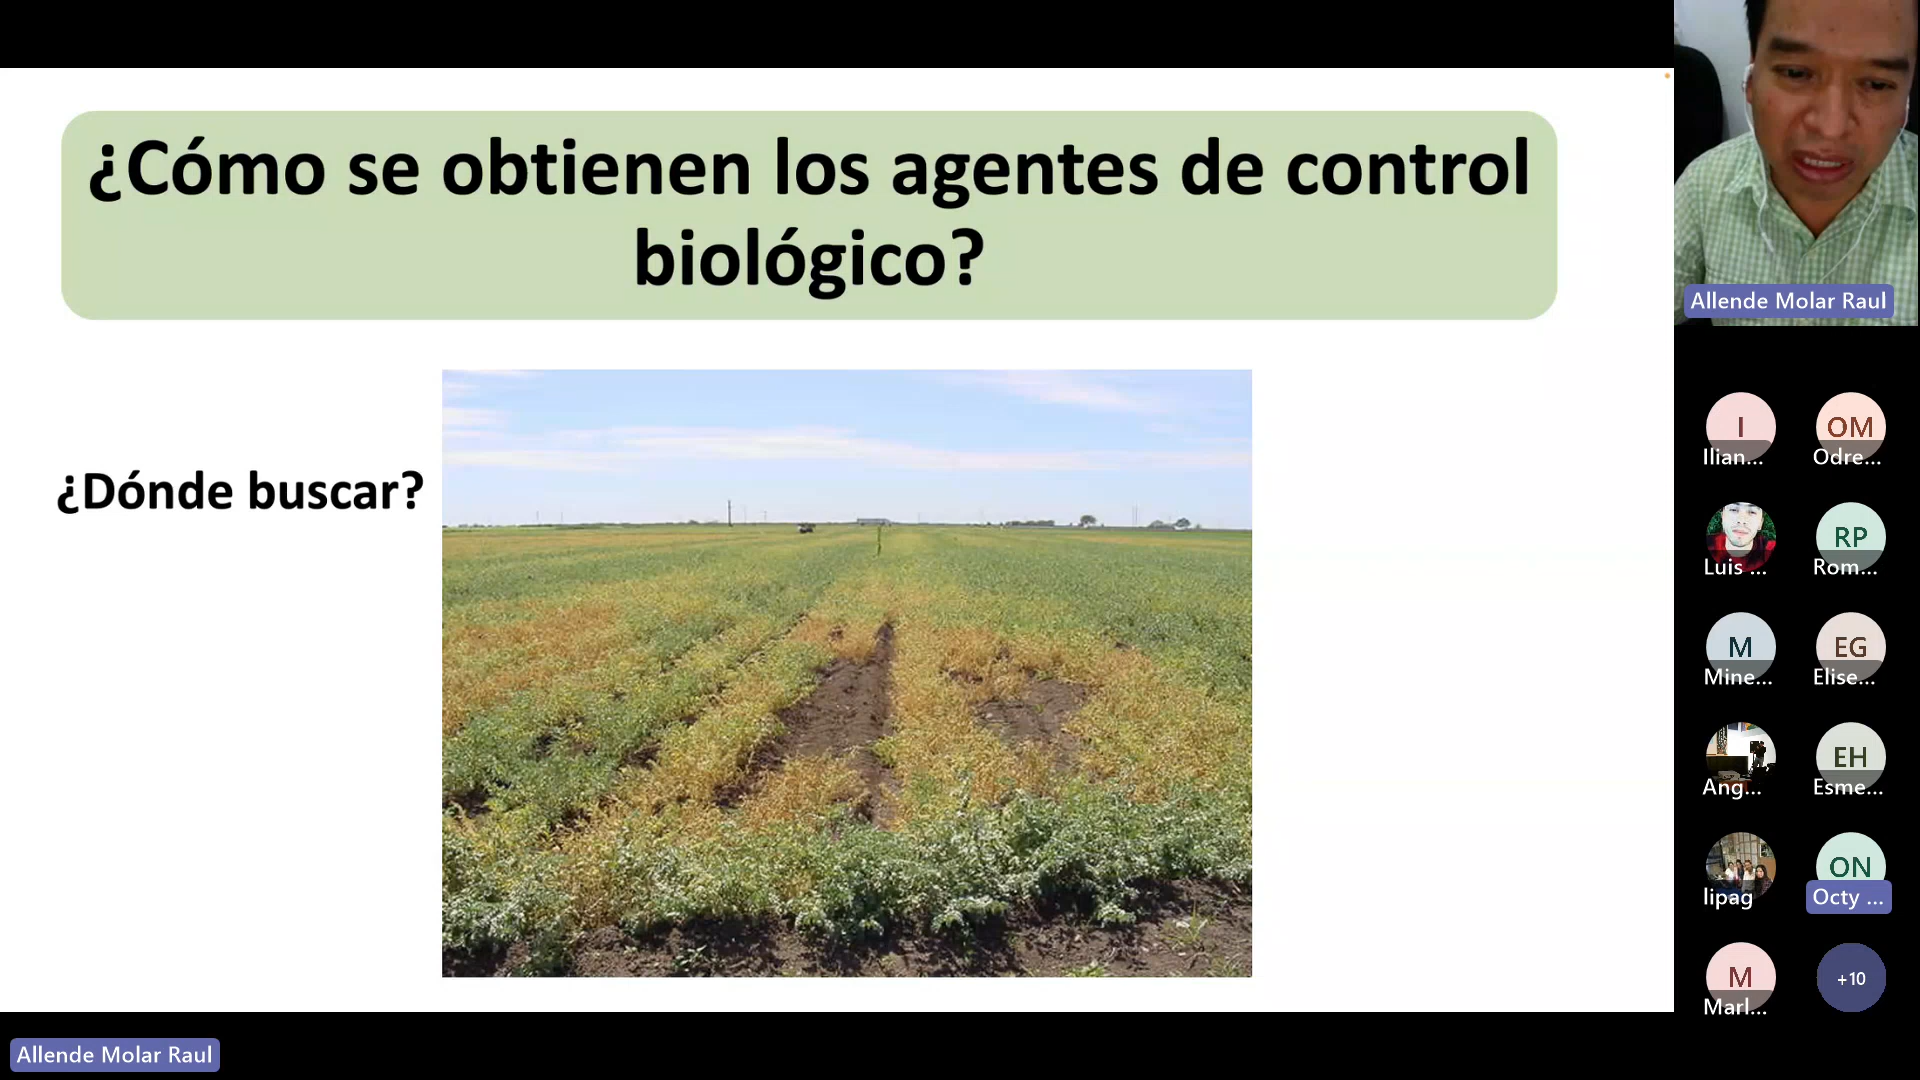 ¿Cómo se obtienen los agentes de control
biológico?
¿Dónde buscar?
Allende Molar Raul
I
Ilian...
OM
Odre...
Luis ...
RP
Rom...
M
Mine...
EG
Elise...
Ang...
EH
Esme...
lipag
ON
Octy ...
M
Marl...
+10
Allende Molar Raul